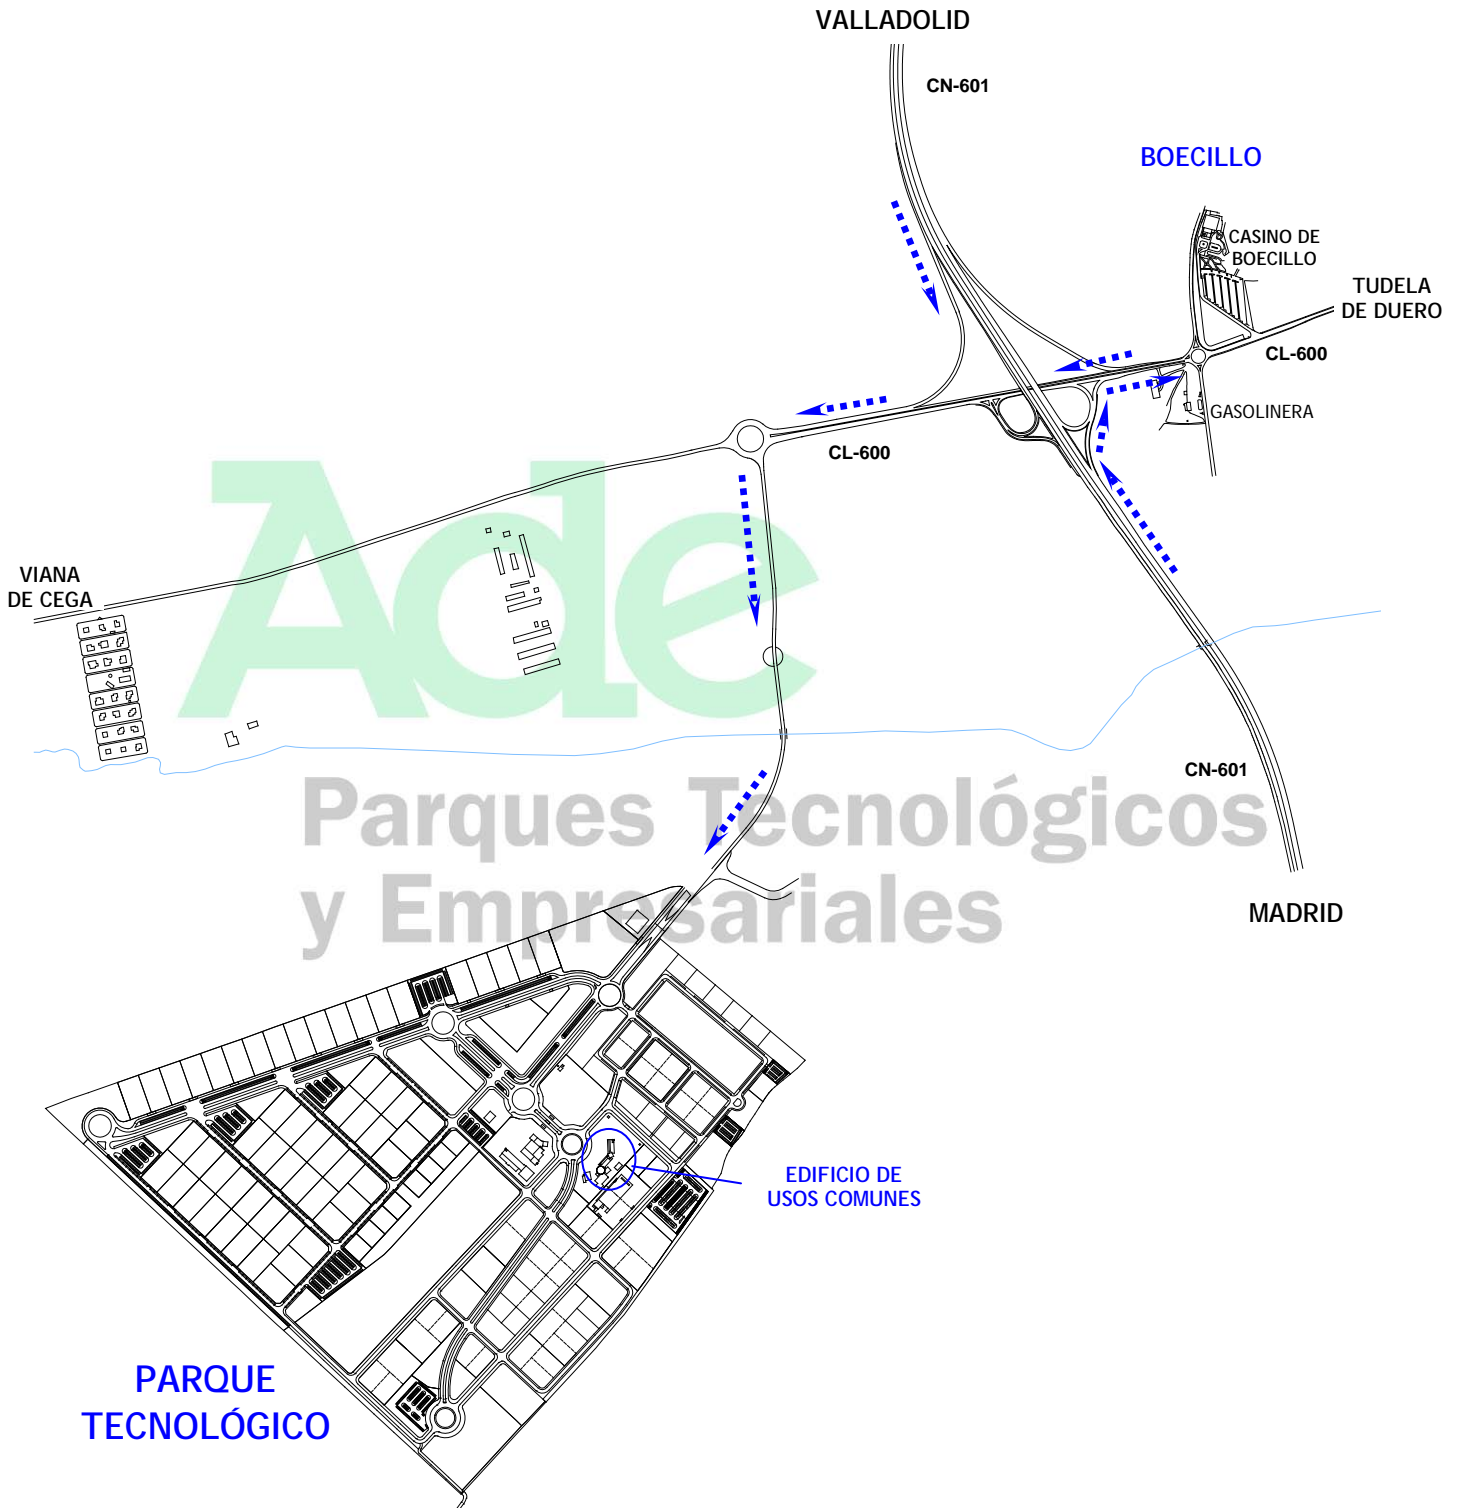 VALLADOLID
CN-601
BOECILLO
CASINO DE
BOECILLO
TUDELA
DE DUERO
CL-600
GASOLINERA
CL-600
Ade
VIANA
DE CEGA
CN-601
Parques Tecnológicos
y Empresariales
MADRID
EDIFICIO DE
USOS COMUNES
PARQUE
TECNOLÓGICO